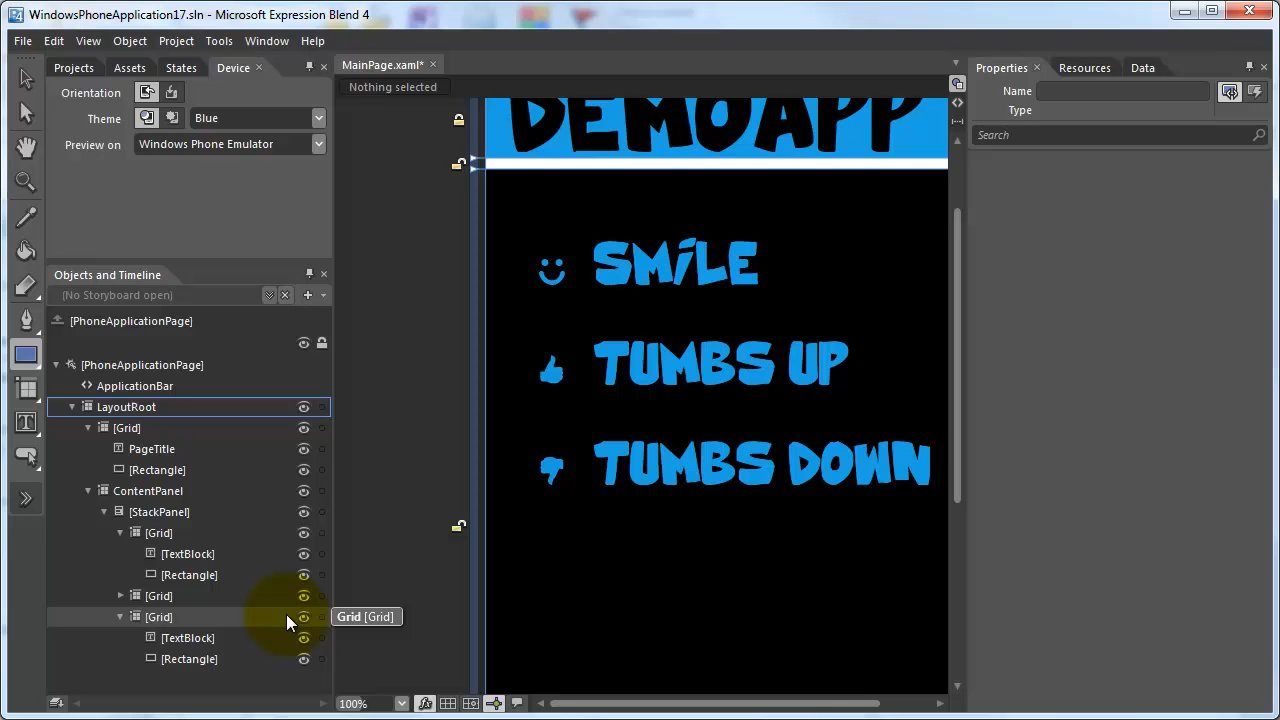 WindowsPhoneApplication17.sln - Microsoft Expression Blend 4
File Edit View Object Project Tools Window Help
Projects Assets States Device
MainPage.xaml*
Properties Resources Data
Orientation
Nothing selected
Name
Type
Theme Blue
Search
Preview on Windows Phone Emulator
DEMOAPP
SMILE
TUMBS UP
TUMBS DOWN
Objects and Timeline
(No Storyboard open)
[PhoneApplicationPage]
[PhoneApplicationPage]
ApplicationBar
LayoutRoot
[Grid]
PageTitle
[Rectangle]
ContentPanel
[StackPanel]
[Grid]
[TextBlock]
[Rectangle]
[Grid]
[Grid]
Grid [Grid]
[TextBlock]
[Rectangle]
100%